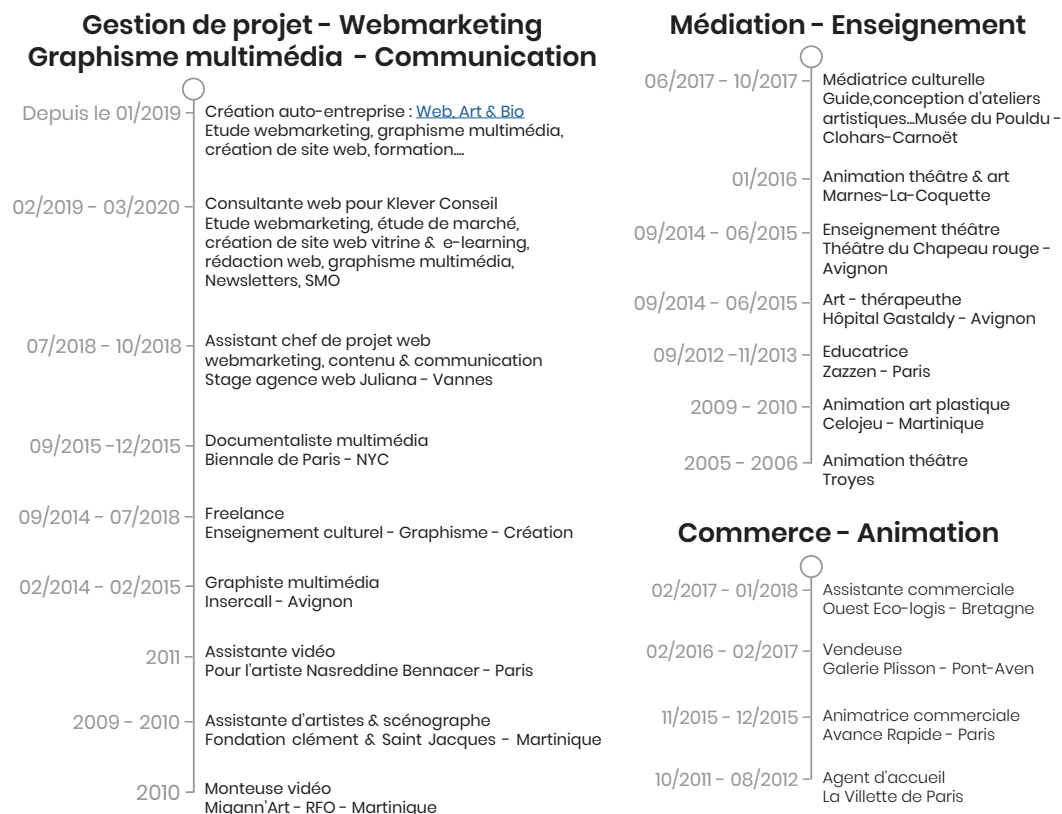 Gestion de projet - Webmarketing
Graphisme multimédia - Communication
Depuis le 01/2019
Création auto-entreprise : Web, Art & Bio
Etude webmarketing, graphisme multimédia,
création de site web, formation....
02/2019 - 03/2020
Consultante web pour Klever Conseil
Etude webmarketing, étude de marché,
création de site web vitrine & e-learning,
rédaction web, graphisme multimédia,
Newsletters, SMO
07/2018 - 10/2018
Assistant chef de projet web
webmarketing, contenu & communication
Stage agence web Juliana - Vannes
09/2015 -12/2015
Documentaliste multimédia
Biennale de Paris - NYC
09/2014 - 07/2018
Freelance
Enseignement culturel - Graphisme - Création
02/2014 - 02/2015
Graphiste multimédia
Insercall - Avignon
2011
Assistante vidéo
Pour l'artiste Nasreddine Bennacer - Paris
2009 - 2010
Assistante d'artistes & scénographe
Fondation clément & Saint Jacques - Martinique
2010
Monteuse vidéo
Migann'Art - RFO - Martinique
Médiation - Enseignement
06/2017 - 10/2017
Médiatrice culturelle
Guide,conception d'ateliers
artistiques...Musée du Pouldu -
Clohars-Carnoët
01/2016
Animation théâtre & art
Marnes-La-Coquette
09/2014 - 06/2015
Enseignement théâtre
Théâtre du Chapeau rouge -
Avignon
09/2014 - 06/2015
Art - thérapeuthe
Hôpital Gastaldy - Avignon
09/2012 -11/2013
Educatrice
Zazzen - Paris
2009 - 2010
Animation art plastique
Celojeu - Martinique
2005 - 2006
Animation théâtre
Troyes
Commerce - Animation
02/2017 - 01/2018
Assistante commerciale
Ouest Eco-logis - Bretagne
02/2016 - 02/2017
Vendeuse
Galerie Plisson - Pont-Aven
11/2015 - 12/2015
Animatrice commerciale
Avance Rapide - Paris
10/2011 - 08/2012
Agent d'accueil
La Villette de Paris